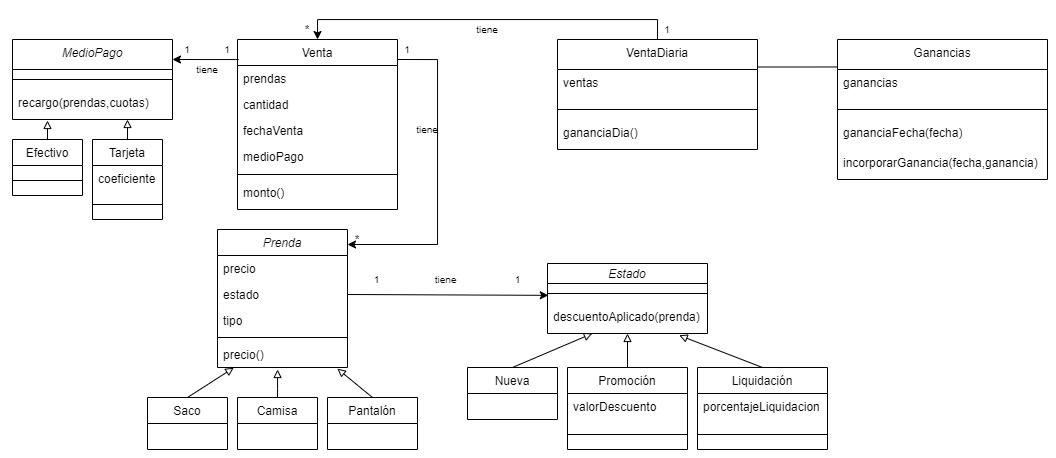 tiene
*
1
MedioPago
recargo(prendas,cuotas)
1
1
tiene
Venta
prendas
cantidad
fechaVenta
medioPago
monto()
1
tiene
*
VentaDiaria
ventas
gananciaDia()
Ganancias
ganancias
gananciaFecha(fecha)
incorporarGanancia(fecha,ganancia)
Efectivo
Tarjeta
coeficiente
Prenda
precio
estado
tipo
precio()
1
tiene
1
Estado
descuentoAplicado(prenda)
Saco
Camisa
Pantalón
Nueva
Promoción
valorDescuento
Liquidación
porcentajeLiquidacion